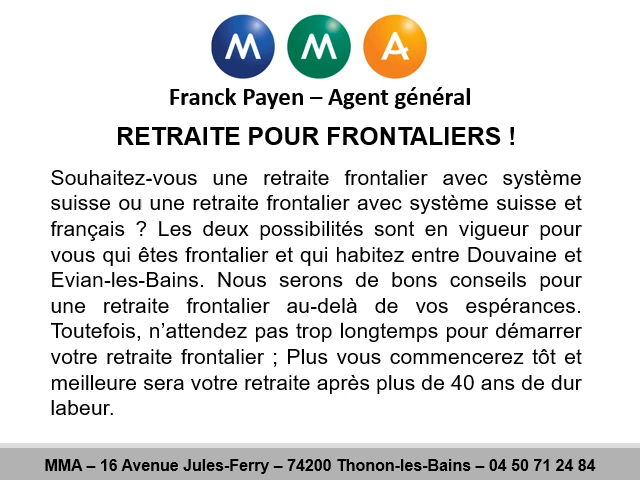 MMA
Franck Payen – Agent général
RETRAITE POUR FRONTALIERS !
Souhaitez-vous une retraite frontalier avec système
suisse ou une retraite frontalier avec système suisse et
français ? Les deux possibilités sont en vigueur pour
vous qui êtes frontalier et qui habitez entre Douvaine et
Evian-les-Bains. Nous serons de bons conseils pour
une retraite frontalier au-delà de vos espérances.
Toutefois, n’attendez pas trop longtemps pour démarrer
votre retraite frontalier ; Plus vous commencerez tôt et
meilleure sera votre retraite après plus de 40 ans de dur
labeur.
MMA – 16 Avenue Jules-Ferry – 74200 Thonon-les-Bains – 04 50 71 24 84